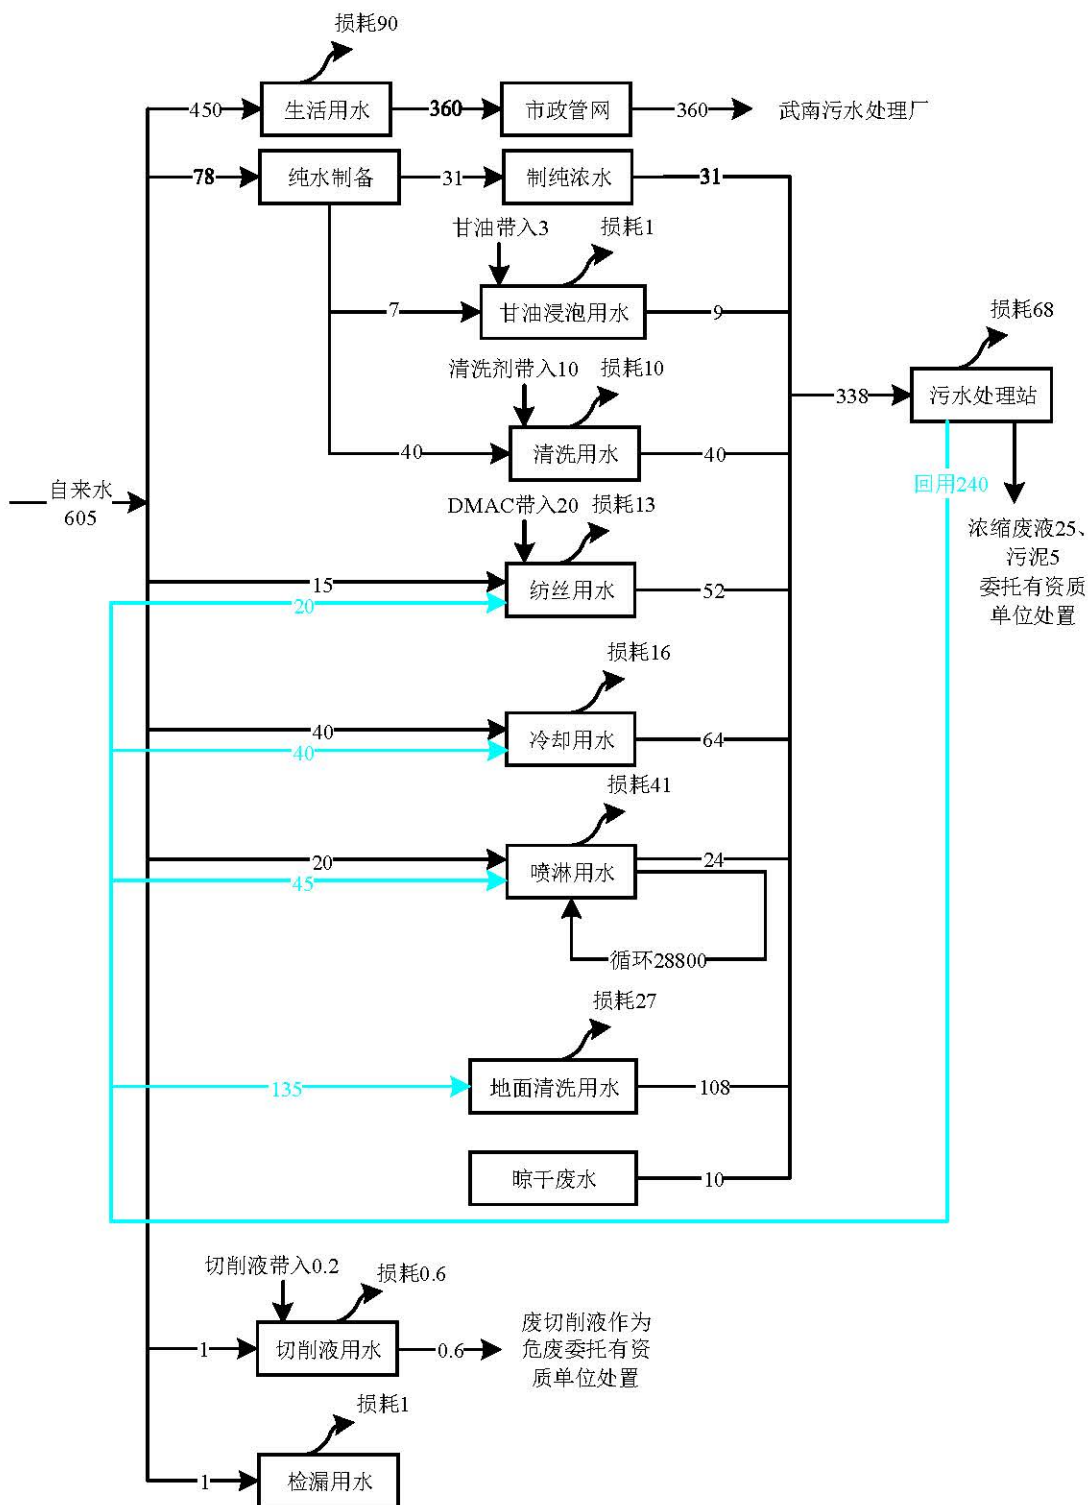 损耗90
450
生活用水
360
市政管网
360
武南污水处理厂
78
纯水制备
31
制纯浓水
31
甘油带入3
损耗1
7
甘油浸泡用水
9
损耗68
清洗剂带入10
损耗10
338
污水处理站
40
清洗用水
40
回用240
自来水
605
DMAC带入20
损耗13
浓缩废液25、
污泥5
委托有资质
单位处置
15
20
纺丝用水
52
损耗16
40
40
冷却用水
64
损耗41
20
45
喷淋用水
24
循环28800
损耗27
135
地面清洗用水
108
晾干废水
10
切削液带入0.2
损耗0.6
1
切削液用水
0.6
废切削液作为
危废委托有资
质单位处置
损耗1
1
检漏用水